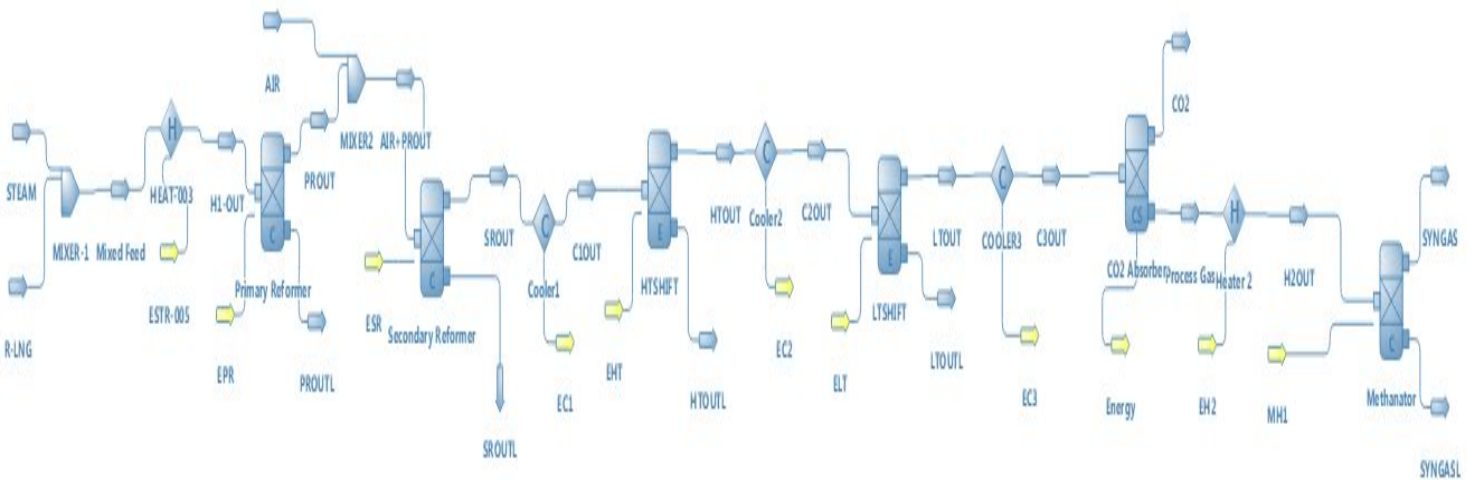 STEAM
R-LNG
MIXER-1
Mixed Feed
H
HEAT-003
ESTR-005
H1-OUT
C
Primary Reformer
EPR
PROUT
PROUTL
AIR
MIXER2
AIR+PROUT
C
Secondary Reformer
ESR
SROUT
SROUTL
C
Cooler1
EC1
C1OUT
E
HTSHIFT
EHT
HTOUT
HTOUTL
C
Cooler2
EC2
C2OUT
E
LTSHIFT
ELT
LTOUT
LTOUTL
C
COOLER3
EC3
C3OUT
CS
CO2 Absorber
CO2
Energy
Process Gas
H
Heater 2
EH2
H2OUT
MH1
C
Methanator
SYNGAS
SYNGASL